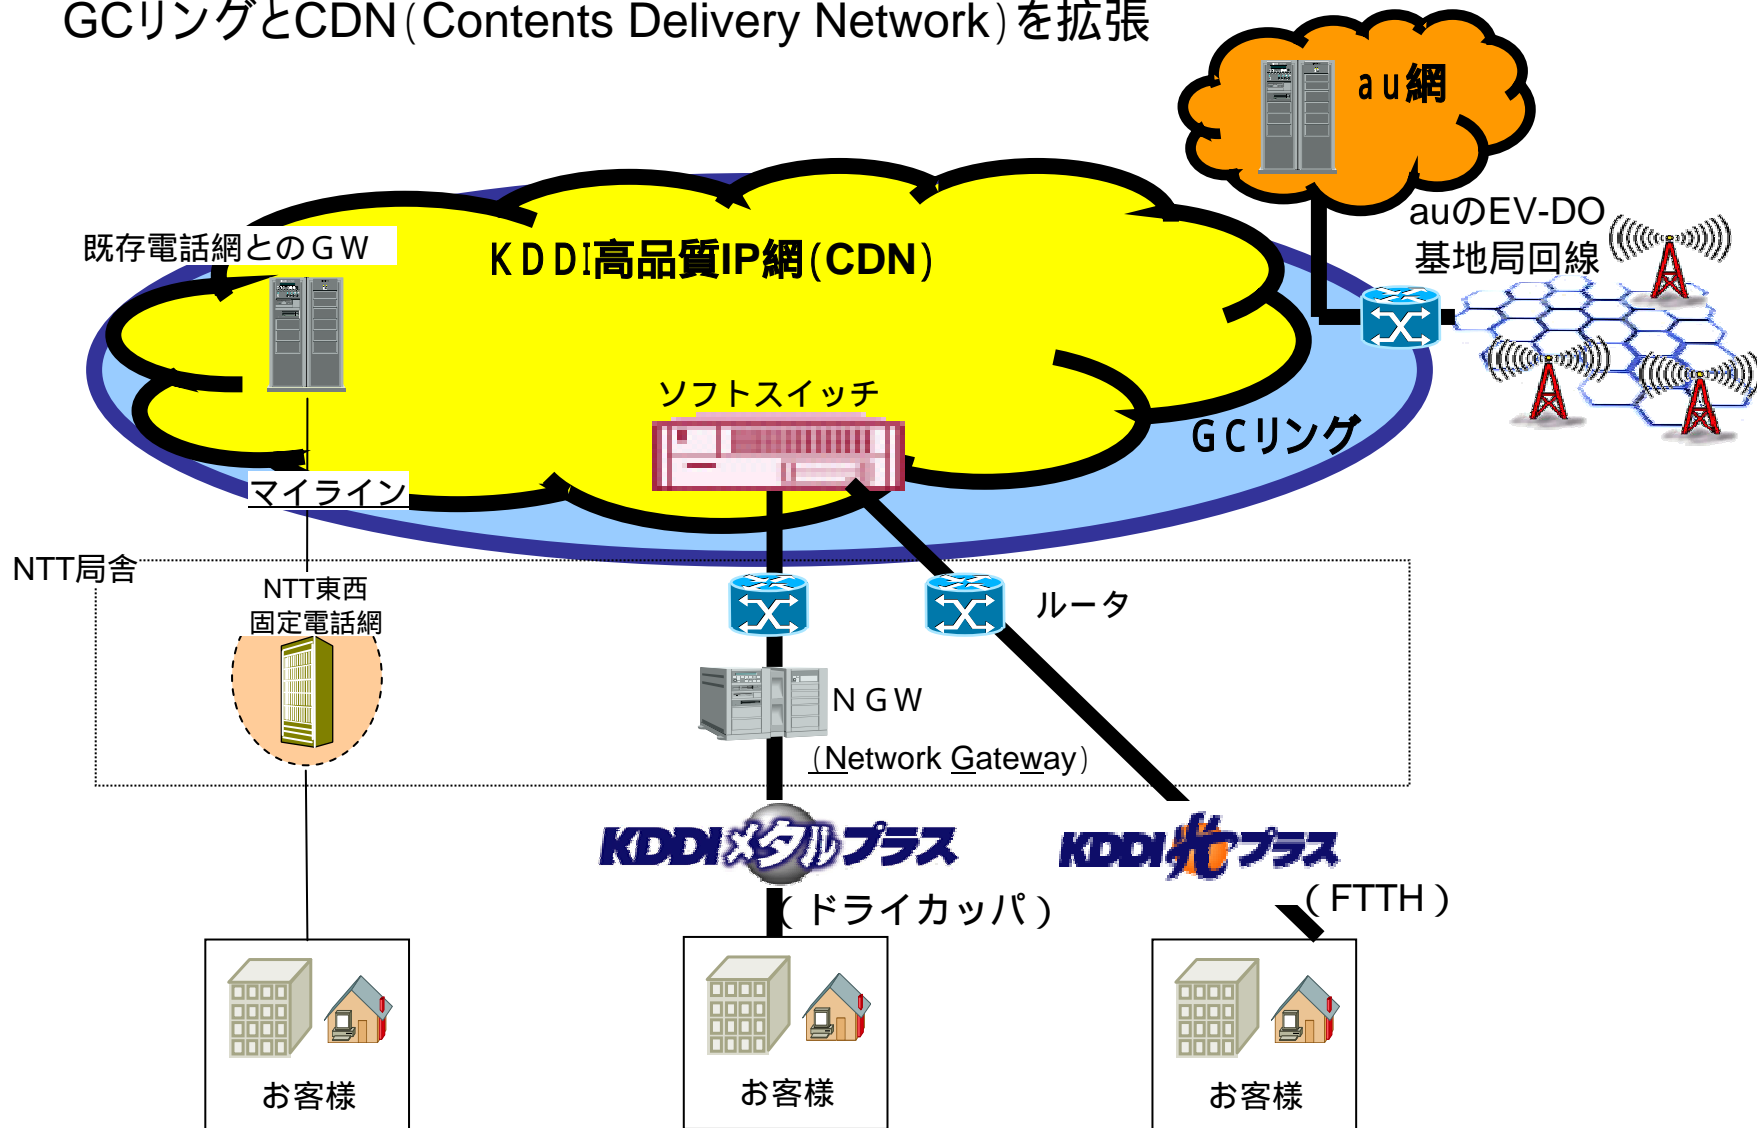 GCリングとCDN(Contents Delivery Network)を拡張
au網
auのEV-DO
基地局回線
既存電話網とのGW
KDDI高品質IP網(CDN)
ソフトスイッチ
GCリング
マイライン
NTT局舎
NTT東西
固定電話網
ルータ
NGW
(Network Gateway)
KDDIメタルプラス
(ドライカッパ)
KDDI光プラス
(FTTH)
お客様
お客様
お客様